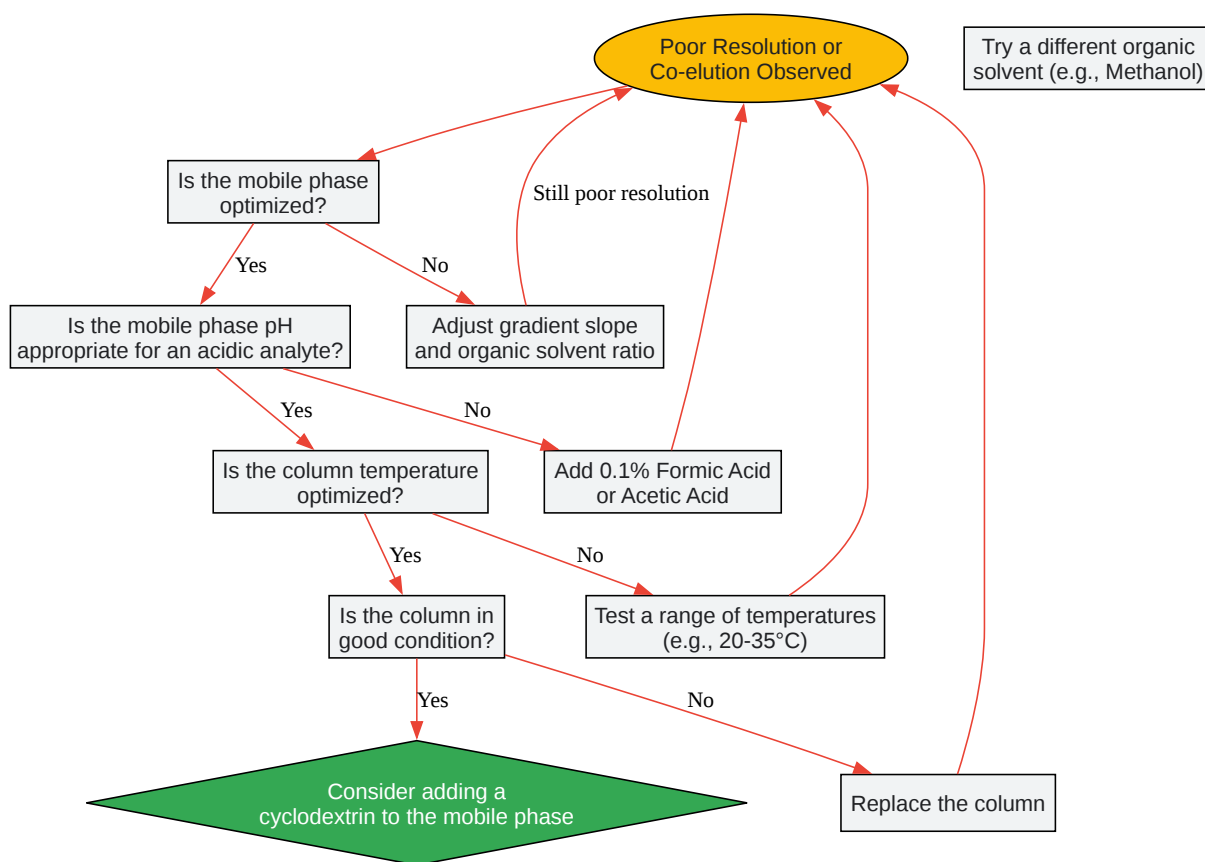 Poor Resolution or
Co-elution Observed
Try a different organic
solvent (e.g., Methanol)
Is the mobile phase
optimized?
Still poor resolution
Yes
No
Is the mobile phase pH
appropriate for an acidic analyte?
Adjust gradient slope
and organic solvent ratio
Yes
No
Is the column temperature
optimized?
Add 0.1% Formic Acid
or Acetic Acid
Yes
No
Is the column in
good condition?
Test a range of temperatures
(e.g., 20-35°C)
Yes
No
Consider adding a
cyclodextrin to the mobile phase
Replace the column